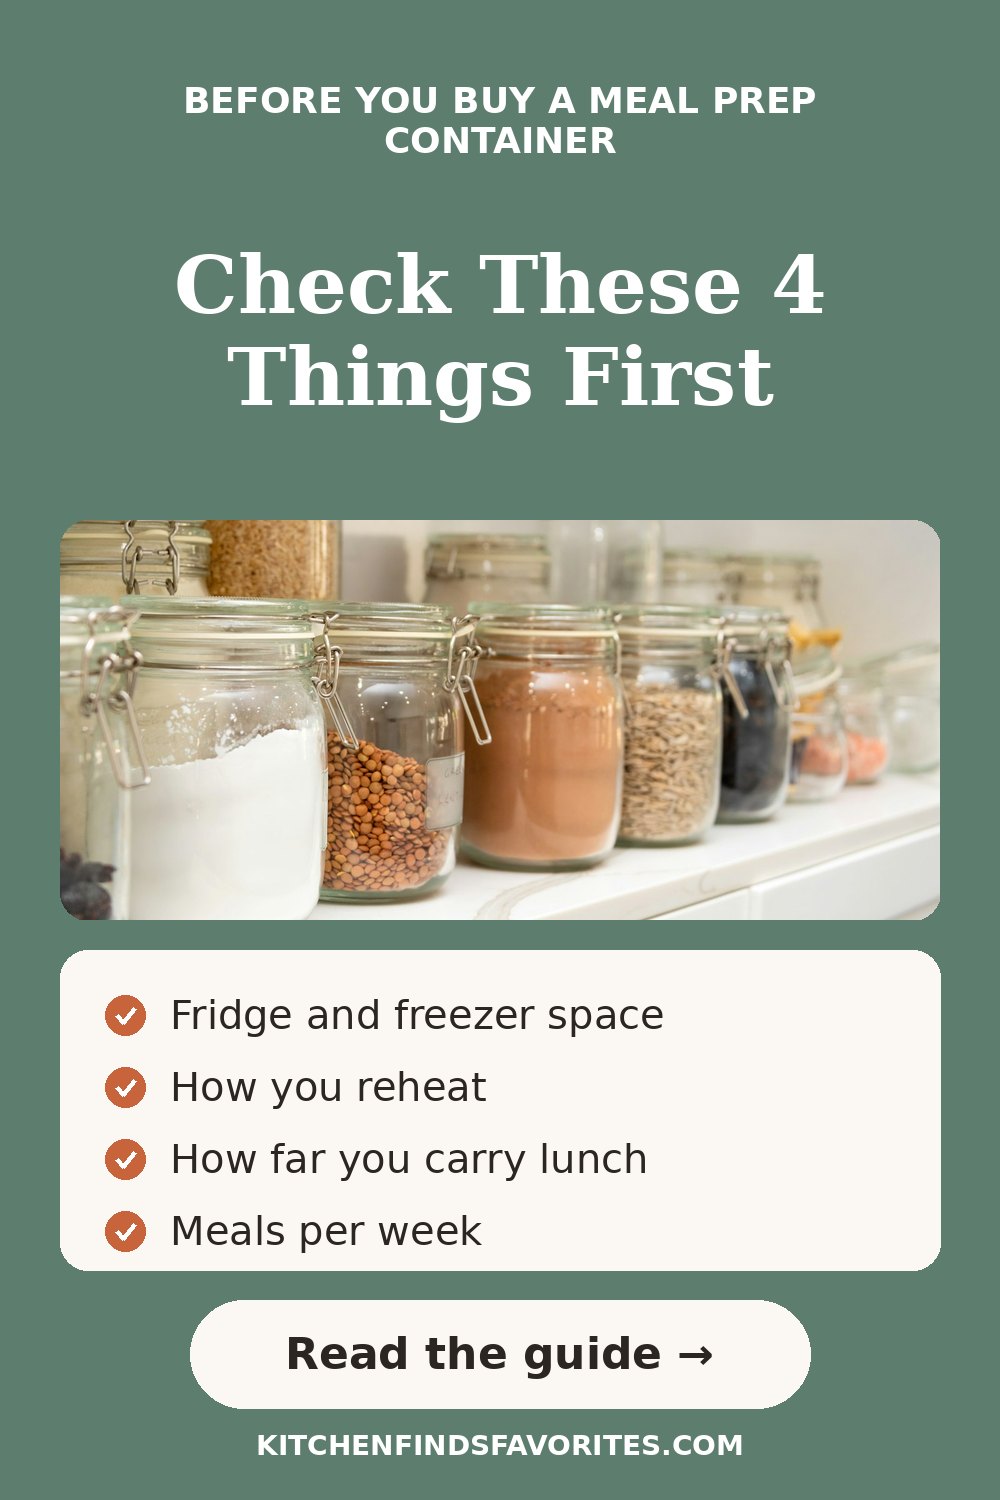 BEFORE YOU BUY A MEAL PREP
CONTAINER
Check These 4
Things First
Fridge and freezer space
How you reheat
How far you carry lunch
Meals per week
Read the guide →
KITCHENFINDSFAVORITES.COM